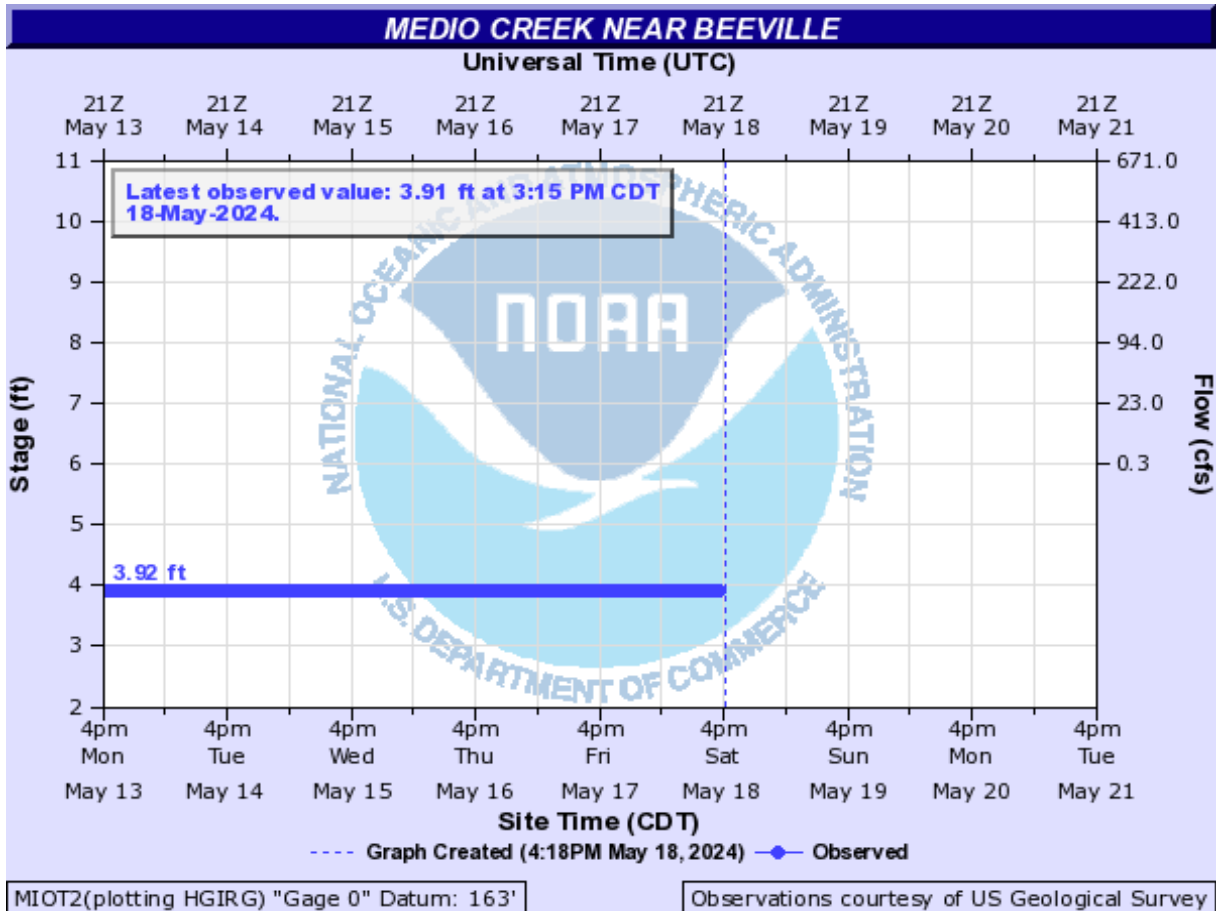 MEDIO CREEK NEAR BEEVILLE
Universal Time (UTC)
21Z 21Z 21Z 21Z 21Z 21Z 21Z 21Z 21Z
May 13 May 14 May 15 May 16 May 17 May 18 May 19 May 20 May 21
Latest observed value: 3.91 ft at 3:15 PM CDT
18-May-2024.
NATIONAL OCEANIC AND ATMOSPHERIC ADMINISTRATION
NOAA
U.S. DEPARTMENT OF COMMERCE
Stage (ft)
11
10
9
8
7
6
5
4
3
2
3.92 ft
671.0
413.0
222.0
94.0
23.0
0.3
Flow (cfs)
4pm 4pm 4pm 4pm 4pm 4pm 4pm 4pm 4pm
Mon Tue Wed Thu Fri Sat Sun Mon Tue
May 13 May 14 May 15 May 16 May 17 May 18 May 19 May 20 May 21
Site Time (CDT)
Graph Created (4:18PM May 18, 2024) Observed
MIOT2(plotting HGIRG) "Gage 0" Datum: 163'
Observations courtesy of US Geological Survey